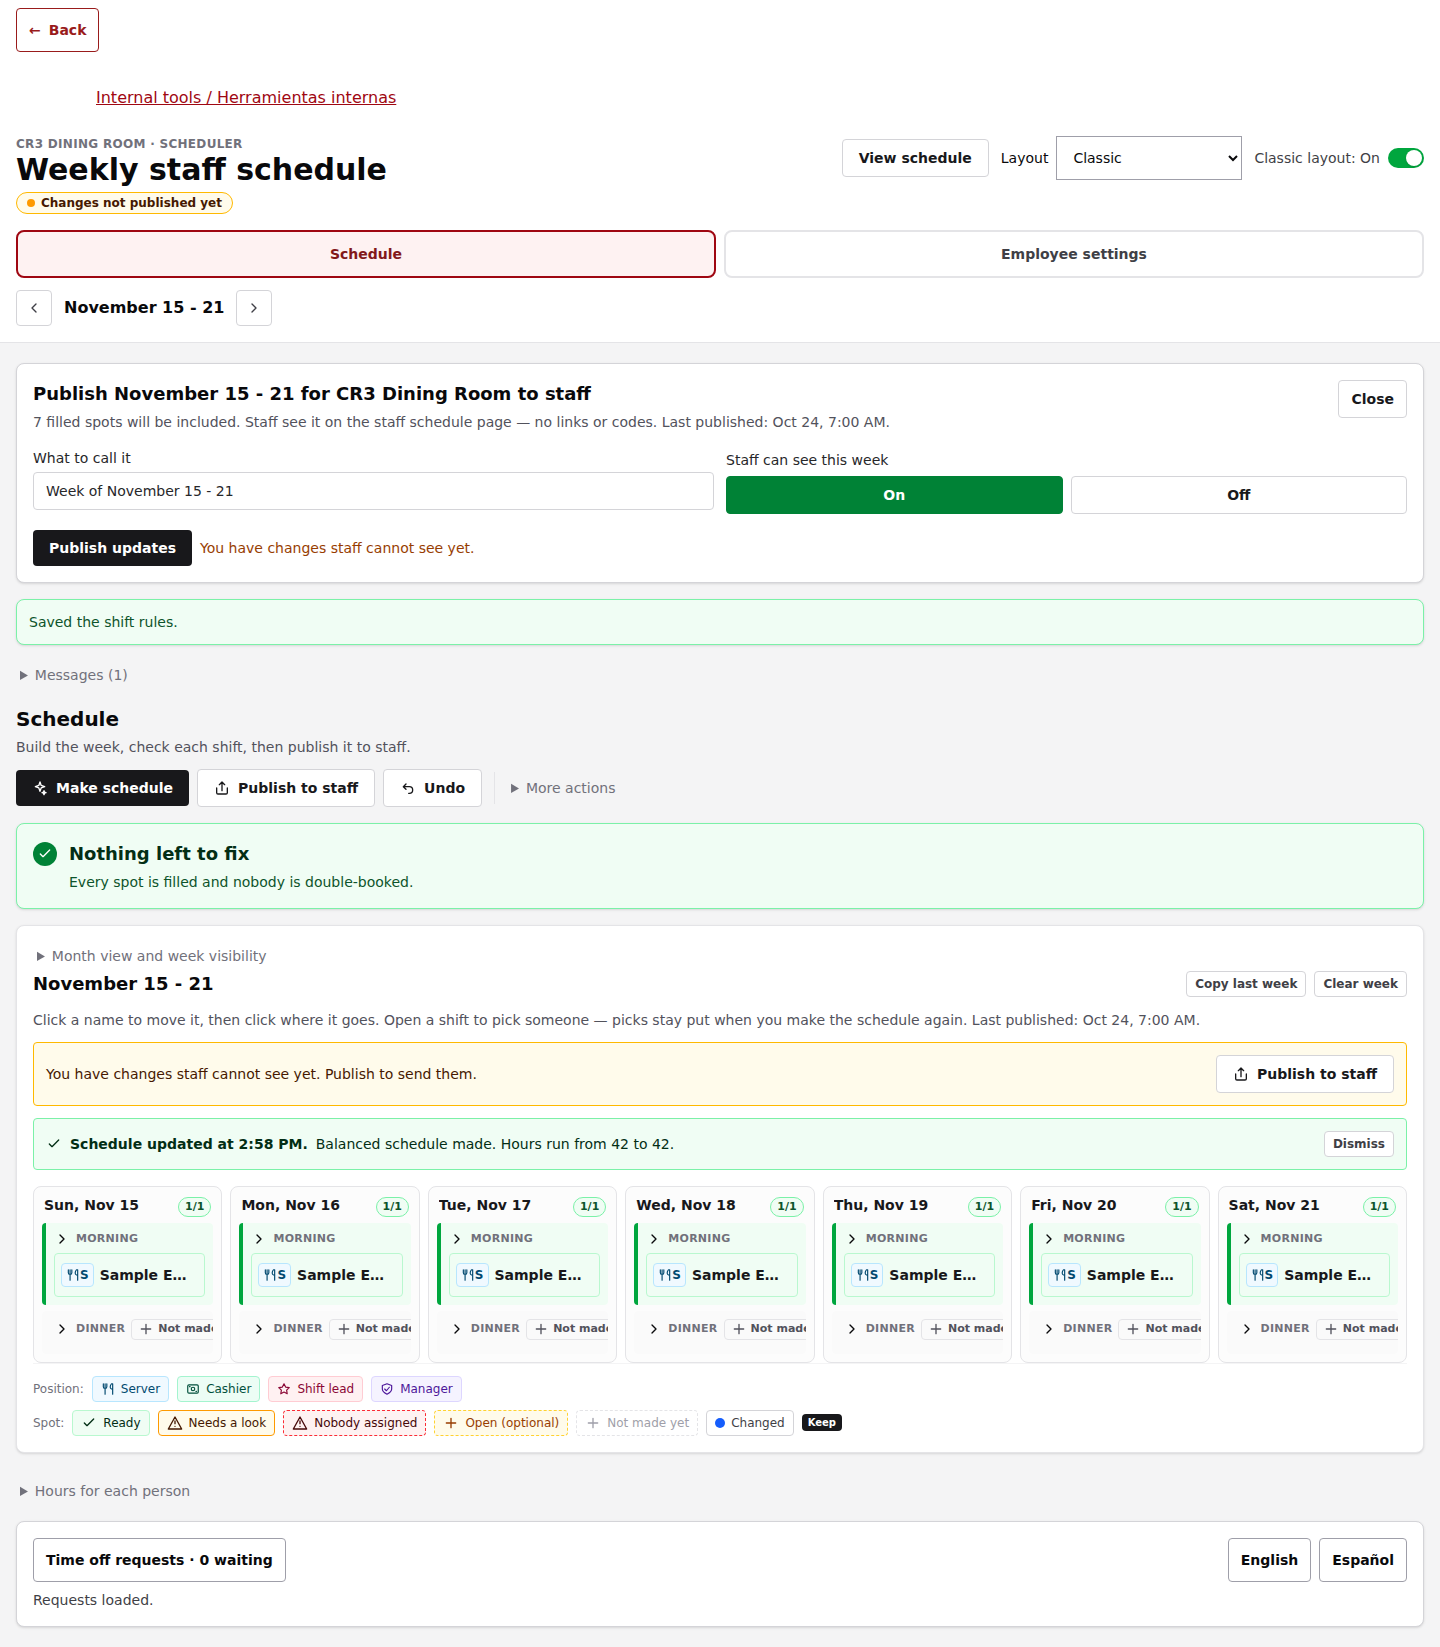 ← Back
Internal tools / Herramientas internas
CR3 DINING ROOM · SCHEDULER
Weekly staff schedule
Changes not published yet
View schedule
Layout
Classic
Classic layout: On
Schedule
Employee settings
November 15 - 21
Publish November 15 - 21 for CR3 Dining Room to staff
Close
7 filled spots will be included. Staff see it on the staff schedule page — no links or codes. Last published: Oct 24, 7:00 AM.
What to call it
Week of November 15 - 21
Staff can see this week
On
Off
Publish updates
You have changes staff cannot see yet.
Saved the shift rules.
Messages (1)
Schedule
Build the week, check each shift, then publish it to staff.
Make schedule
Publish to staff
Undo
More actions
Nothing left to fix
Every spot is filled and nobody is double-booked.
Month view and week visibility
November 15 - 21
Copy last week
Clear week
Click a name to move it, then click where it goes. Open a shift to pick someone — picks stay put when you make the schedule again. Last published: Oct 24, 7:00 AM.
You have changes staff cannot see yet. Publish to send them.
Publish to staff
Schedule updated at 2:58 PM. Balanced schedule made. Hours run from 42 to 42.
Dismiss
Sun, Nov 15 1/1
MORNING
S Sample E...
DINNER + Not made
Mon, Nov 16 1/1
MORNING
S Sample E...
DINNER + Not made
Tue, Nov 17 1/1
MORNING
S Sample E...
DINNER + Not made
Wed, Nov 18 1/1
MORNING
S Sample E...
DINNER + Not made
Thu, Nov 19 1/1
MORNING
S Sample E...
DINNER + Not made
Fri, Nov 20 1/1
MORNING
S Sample E...
DINNER + Not made
Sat, Nov 21 1/1
MORNING
S Sample E...
DINNER + Not made
Position: Server Cashier Shift lead Manager
Spot: Ready Needs a look Nobody assigned Open (optional) Not made yet Changed Keep
Hours for each person
Time off requests · 0 waiting
English
Español
Requests loaded.